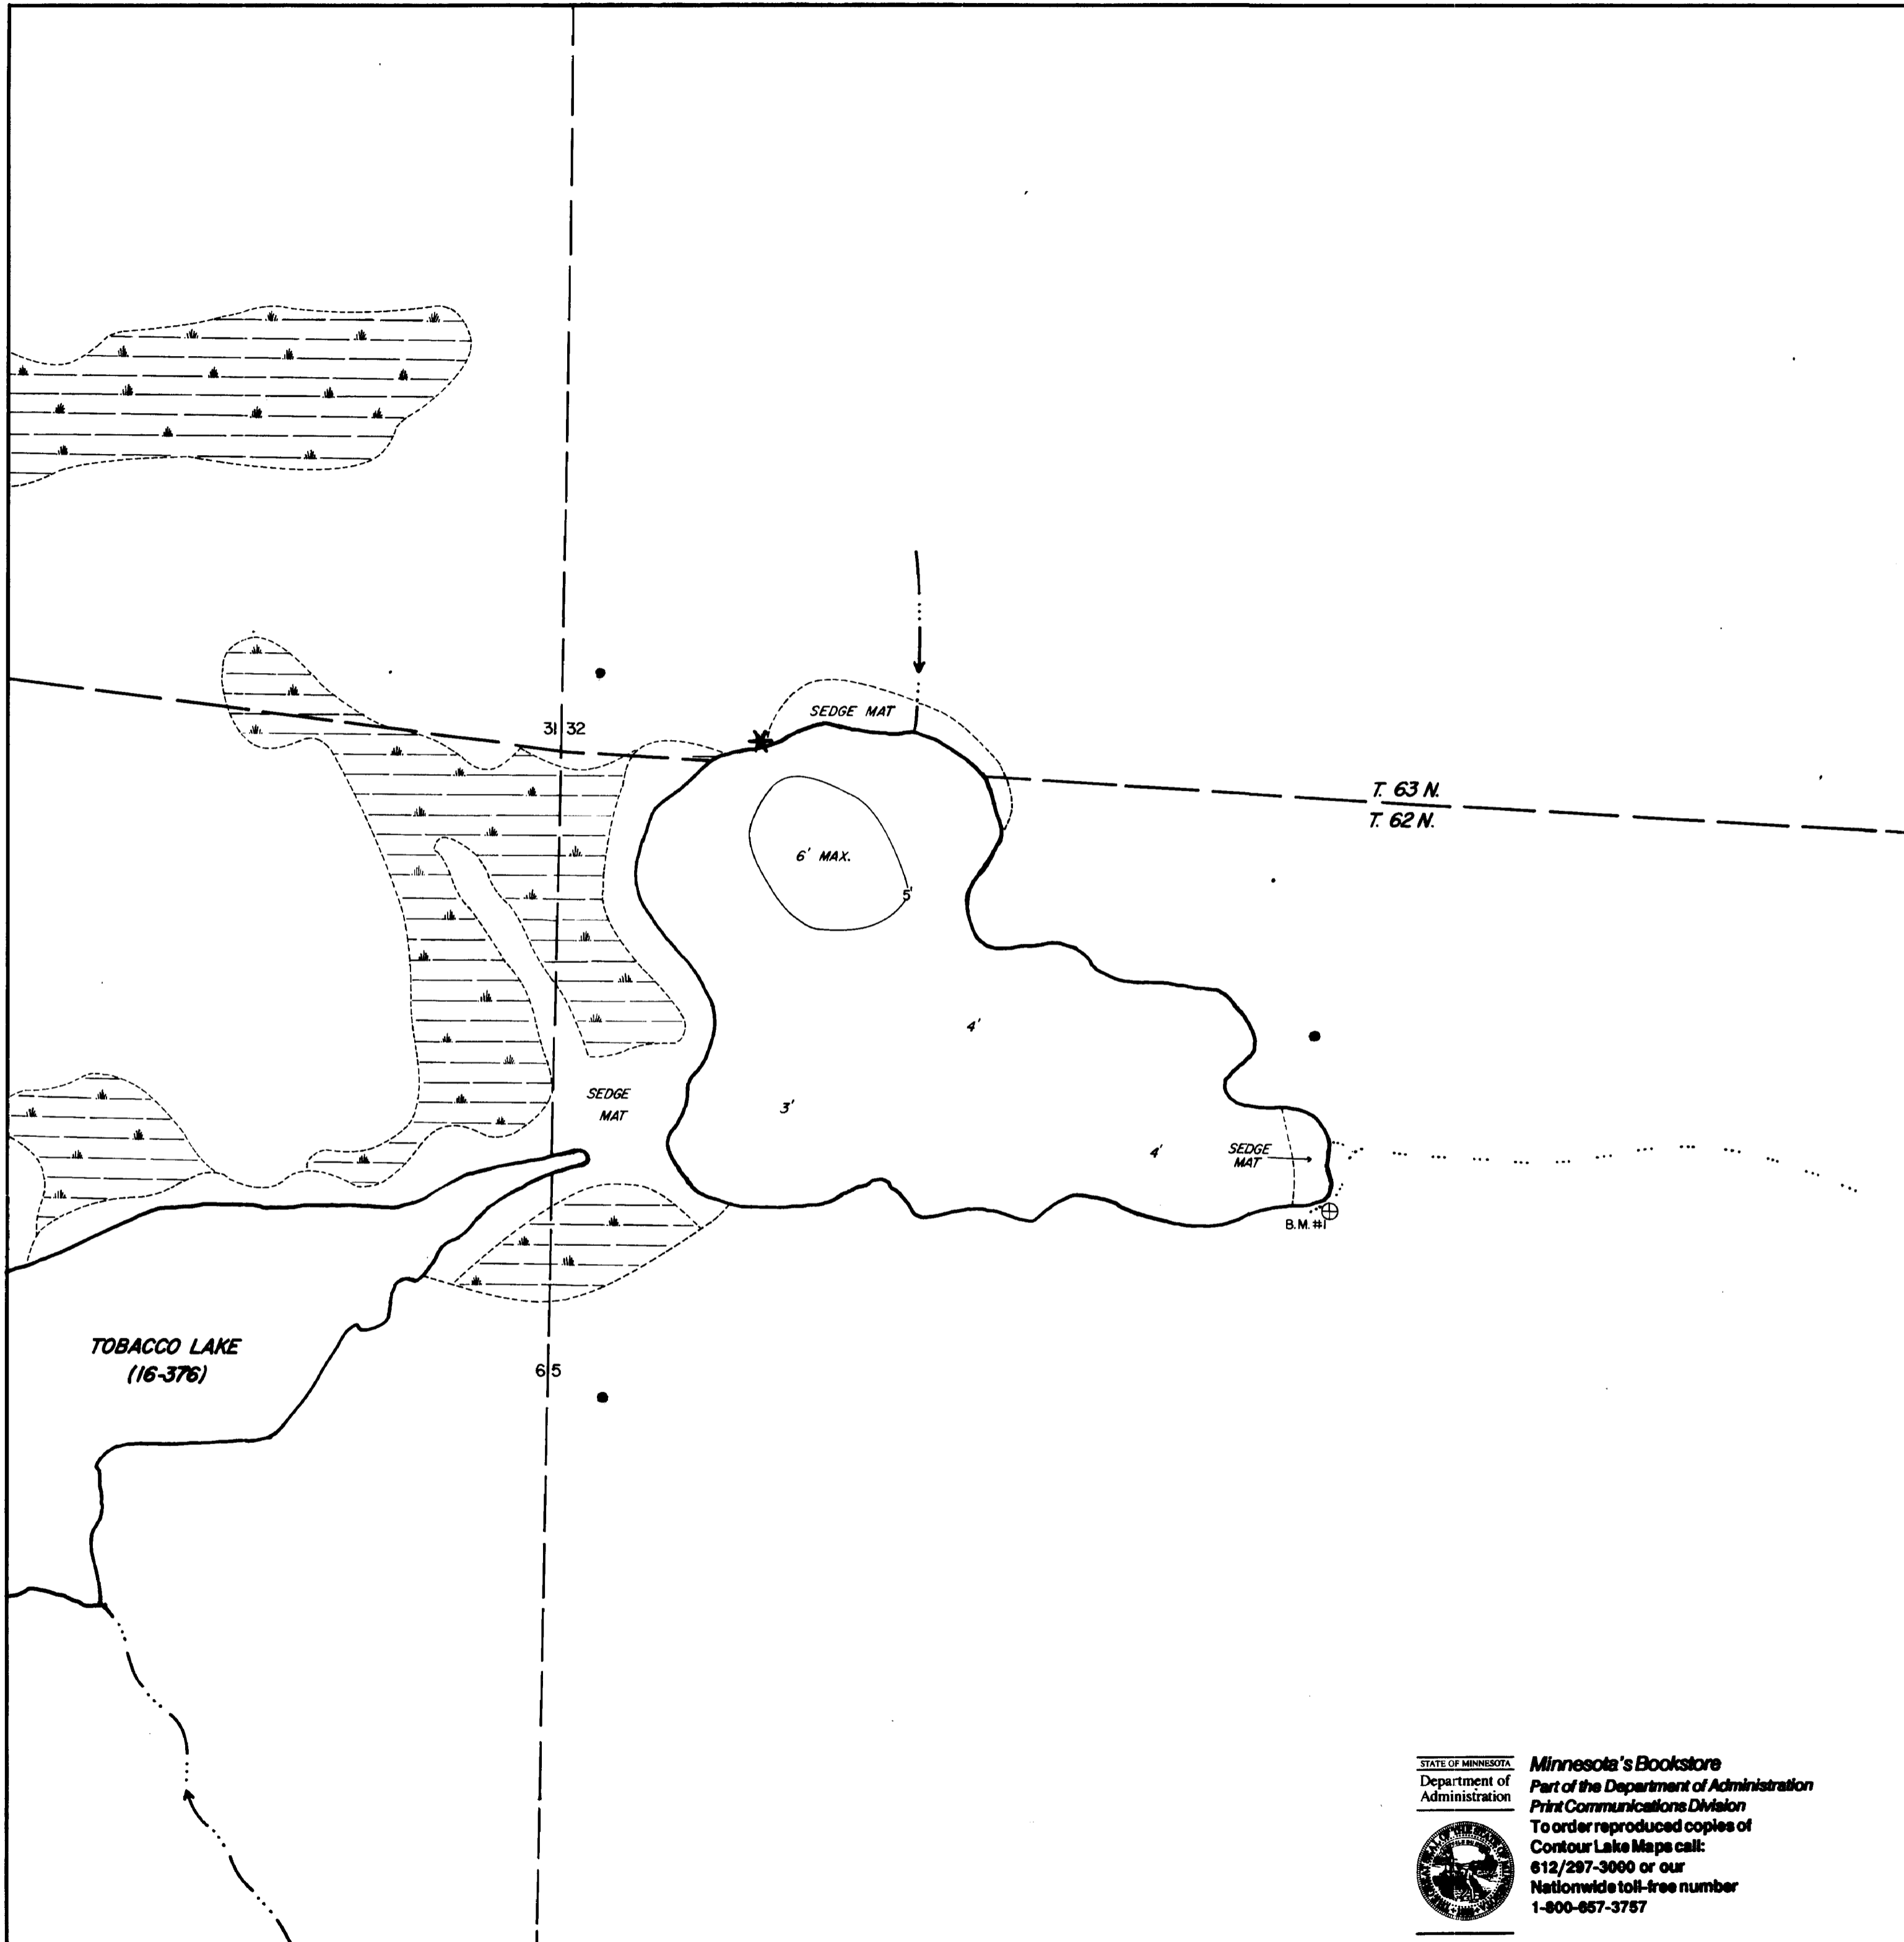 SEDGE MAT
31 32
T. 63 N.
T. 62 N.
6' MAX.
5'
4'
SEDGE
MAT
3'
4'
SEDGE
MAT
B.M. #1
TOBACCO LAKE
(16-376)
6 5
STATE OF MINNESOTA
Department of
Administration
Minnesota's Bookstore
Part of the Department of Administration
Print Communications Division
To order reproduced copies of
Contour Lake Maps call:
612/297-3000 or our
Nationwide toll-free number
1-800-657-3757